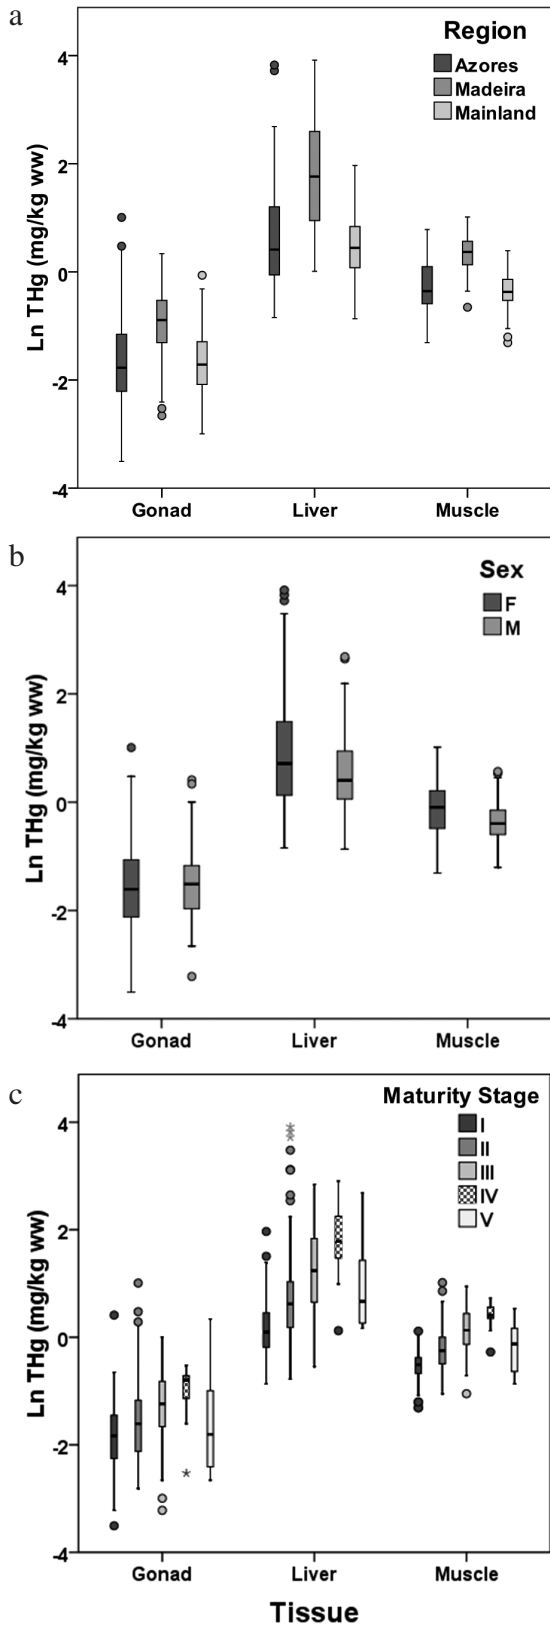 a
Region
Azores
Madeira
Mainland
Ln THg (mg/kg ww)
4
2
0
-2
-4
Gonad Liver Muscle
b
Sex
F
M
Ln THg (mg/kg ww)
4
2
0
-2
-4
Gonad Liver Muscle
c
Maturity Stage
I
II
III
IV
V
Ln THg (mg/kg ww)
4
2
0
-2
-4
Gonad Liver Muscle
Tissue